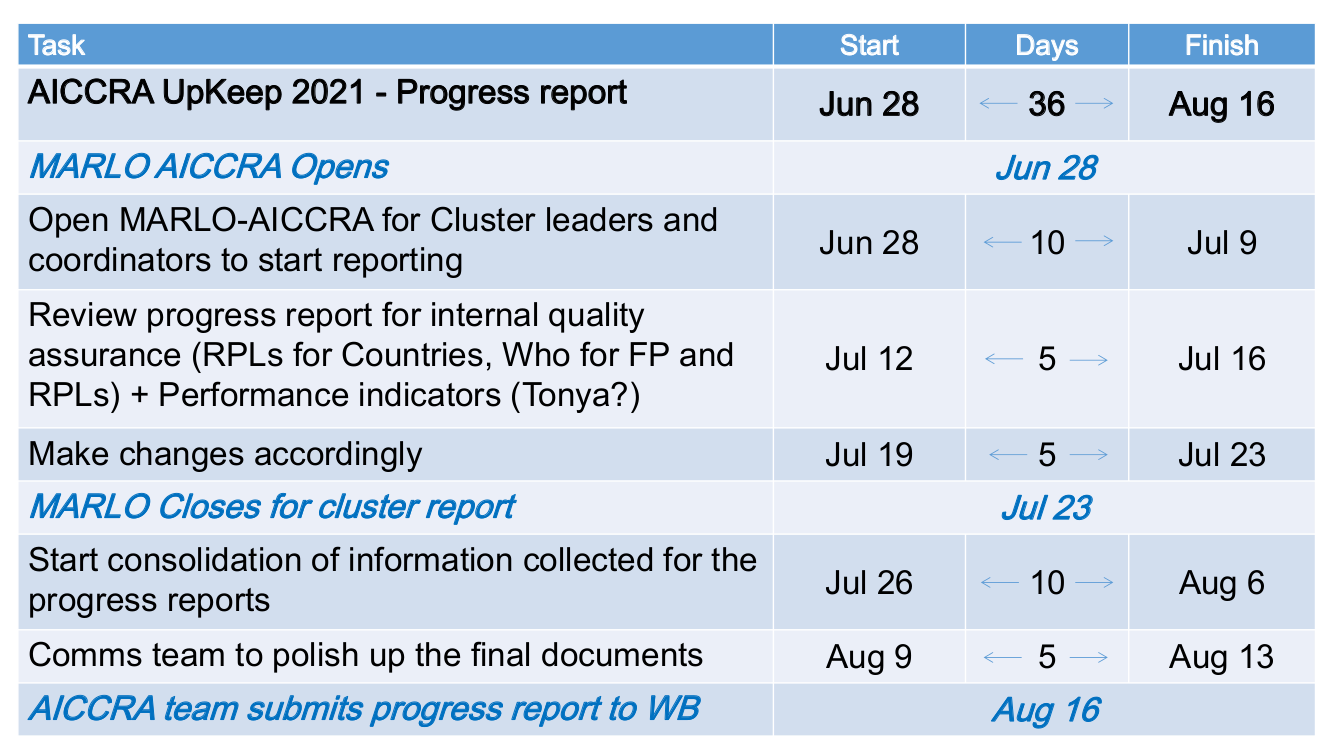 Task Start Days Finish
AICCRA UpKeep 2021 - Progress report Jun 28 36 Aug 16
MARLO AICCRA Opens Jun 28
Open MARLO-AICCRA for Cluster leaders and
coordinators to start reporting Jun 28 10 Jul 9
Review progress report for internal quality
assurance (RPLs for Countries, Who for FP and Jul 12 5 Jul 16
RPLs) + Performance indicators (Tonya?)
Make changes accordingly Jul 19 5 Jul 23
MARLO Closes for cluster report Jul 23
Start consolidation of information collected for the
progress reports Jul 26 10 Aug 6
Comms team to polish up the final documents Aug 9 5 Aug 13
AICCRA team submits progress report to WB Aug 16